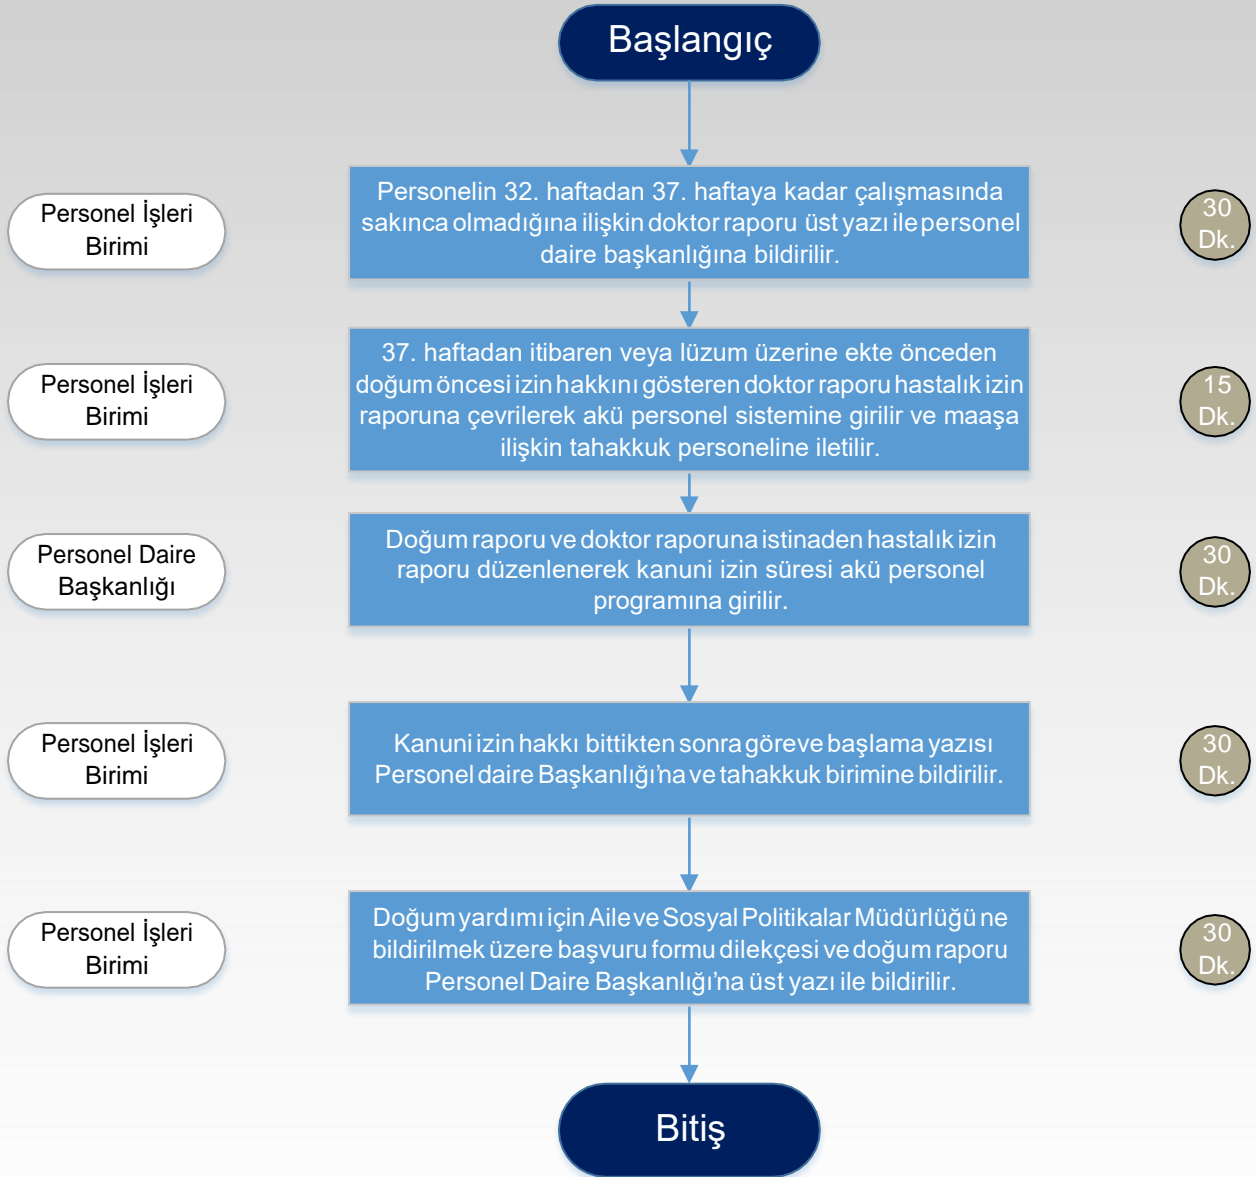 Başlangıç
Personel İşleri
Birimi
Personelin 32. haftadan 37. haftaya kadar çalışmasında
sakınca olmadığına ilişkin doktor raporu üst yazı ile personel
daire başkanlığına bildirilir.
30
Dk.
Personel İşleri
Birimi
37. haftadan itibaren veya lüzum üzerine ekte önceden
doğum öncesi izin hakkını gösteren doktor raporu hastalık izin
raporuna çevrilerek akü personel sistemine girilir ve maaşa
ilişkin tahakkuk personeline iletilir.
15
Dk.
Personel Daire
Başkanlığı
Doğum raporu ve doktor raporuna istinaden hastalık izin
raporu düzenlenerek kanuni izin süresi akü personel
programına girilir.
30
Dk.
Personel İşleri
Birimi
Kanuni izin hakkı bittikten sonra göreve başlama yazısı
Personel daire Başkanlığı'na ve tahakkuk birimine bildirilir.
30
Dk.
Personel İşleri
Birimi
Doğum yardımı için Aile ve Sosyal Politikalar Müdürlüğü ne
bildirilmek üzere başvuru formu dilekçesi ve doğum raporu
Personel Daire Başkanlığı'na üst yazı ile bildirilir.
30
Dk.
Bitiş